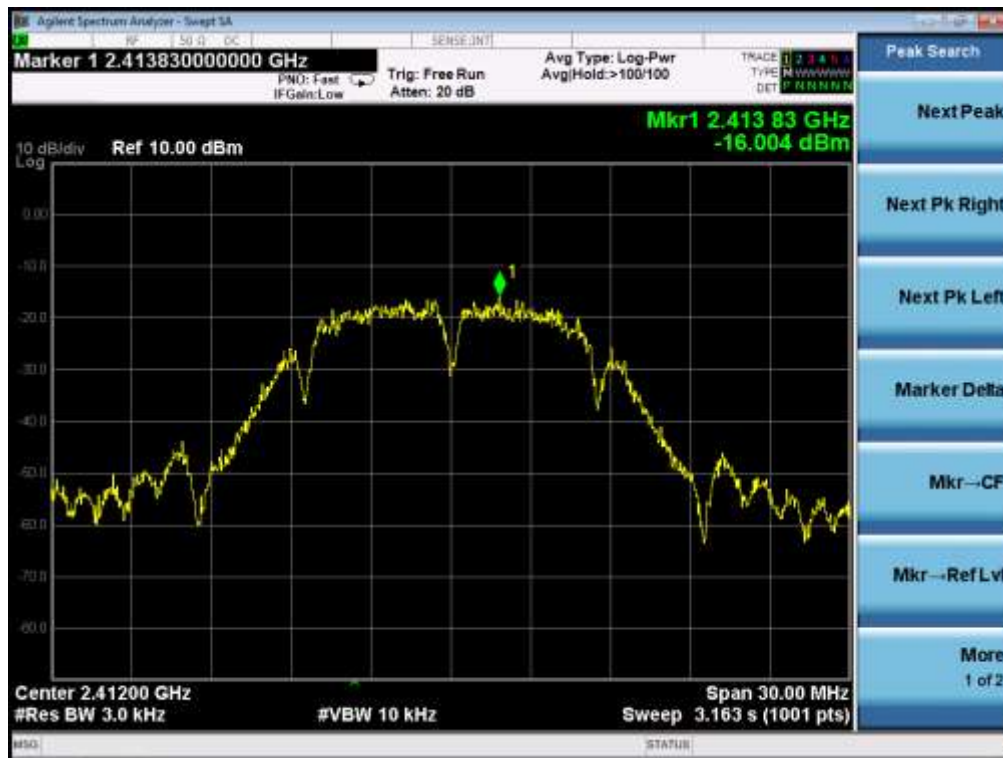 Agilent Spectrum Analyzer - Swept SA
RF 50 Ω DC SENSE:INT
Marker 1 2.413830000000 GHz
PNO: Fast
IFGain:Low
Trig: Free Run
Atten: 20 dB
Avg Type: Log-Pwr
Avg|Hold:>100/100
TRACE 1 2 3 4 5 6
TYPE M WWWWW
DET P N N N N N
Peak Search
Mkr1 2.413 83 GHz
-16.004 dBm
10 dB/div Ref 10.00 dBm
Log
0.00
-10.0
-20.0
-30.0
-40.0
-50.0
-60.0
-70.0
-80.0
1
Next Peak
Next Pk Right
Next Pk Left
Marker Delta
Mkr→CF
Mkr→Ref Lvl
More
1 of 2
Center 2.41200 GHz
Span 30.00 MHz
#Res BW 3.0 kHz
#VBW 10 kHz
Sweep 3.163 s (1001 pts)
MSG
STATUS